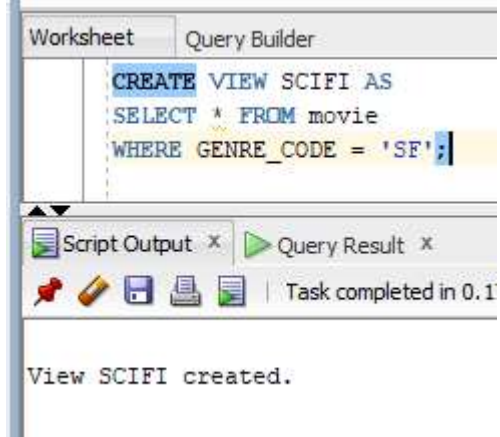 Worksheet Query Builder
CREATE VIEW SCIFI AS
SELECT * FROM movie
WHERE GENRE_CODE = 'SF';
Script Output x Query Result x
Task completed in 0.1
View SCIFI created.